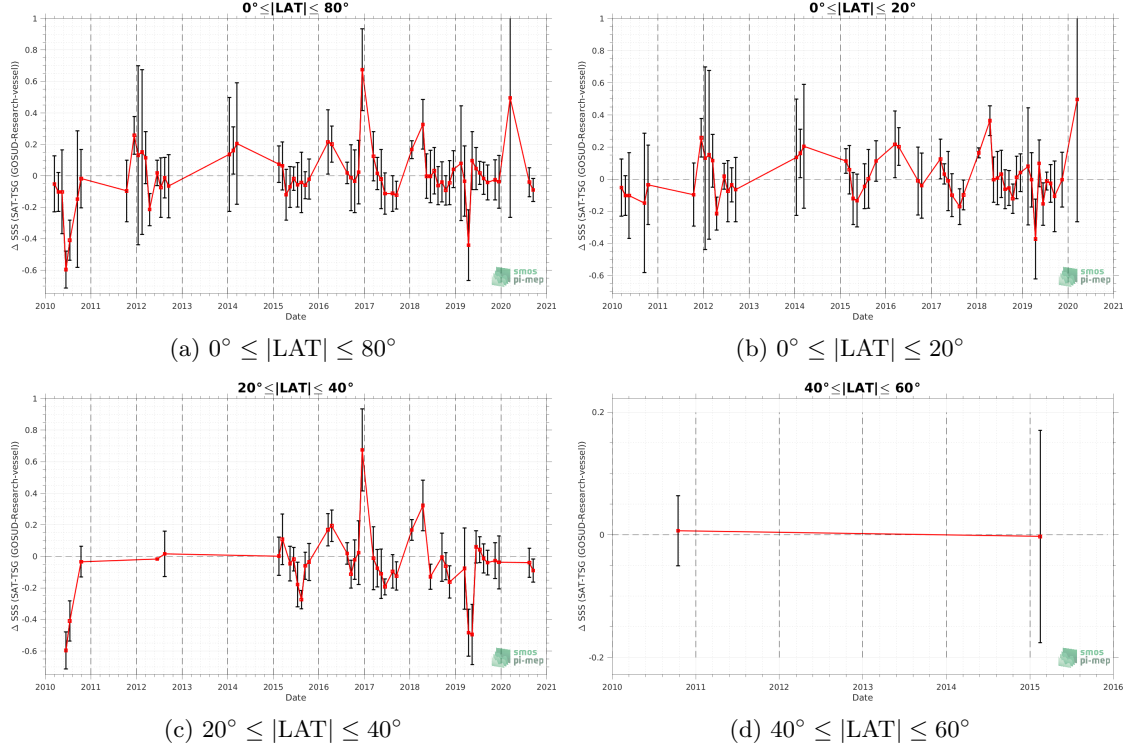 0°≤|LAT|≤ 80°
Δ SSS (SAT-TSG (GOSUD-Research-vessel))
1
0.8
0.6
0.4
0.2
0
-0.2
-0.4
-0.6
2010 2011 2012 2013 2014 2015 2016 2017 2018 2019 2020 2021
Date
smos
pi-mep
(a) 0° ≤ |LAT| ≤ 80°
0°≤|LAT|≤ 20°
Δ SSS (SAT-TSG (GOSUD-Research-vessel))
1
0.8
0.6
0.4
0.2
0
-0.2
-0.4
-0.6
2010 2011 2012 2013 2014 2015 2016 2017 2018 2019 2020 2021
Date
smos
pi-mep
(b) 0° ≤ |LAT| ≤ 20°
20°≤|LAT|≤ 40°
Δ SSS (SAT-TSG (GOSUD-Research-vessel))
1
0.8
0.6
0.4
0.2
0
-0.2
-0.4
-0.6
2010 2011 2012 2013 2014 2015 2016 2017 2018 2019 2020 2021
Date
smos
pi-mep
(c) 20° ≤ |LAT| ≤ 40°
40°≤|LAT|≤ 60°
Δ SSS (SAT-TSG (GOSUD-Research-vessel))
0.2
0.1
0
-0.1
-0.2
2010 2011 2012 2013 2014 2015 2016
Date
smos
pi-mep
(d) 40° ≤ |LAT| ≤ 60°